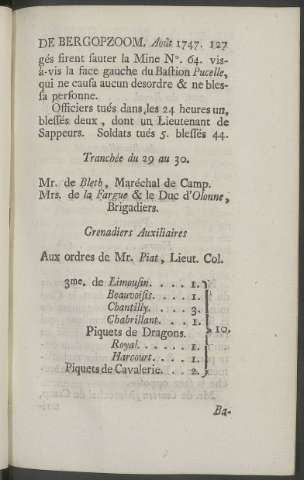 DE BERGOPZOOM. Août 1747. 127
gés firent sauter la Mine N°. 64. vis-
à-vis la face gauche du Bastion Pucelle,
qui ne causa aucun desordre & ne bles-
sa personne.
Officiers tués dans les 24 heures un,
blessés deux, dont un Lieutenant de
Sappeurs. Soldats tués 5. blessés 44.
Tranchée du 29 au 30.
Mr. de Bleth, Maréchal de Camp.
Mrs. de la Fargue & le Duc d'Olonne,
Brigadiers.
Grenadiers Auxiliaires
Aux ordres de Mr. Piat, Lieut. Col.
3me. de Limousin. . . . 1.
Beauvoisis. . . . 1.
Chantilly. . . . 3.
Chabrillant. . . . 1.
Piquets de Dragons. 10,
Royal. . . . . . 1.
Harcourt. . . . 1.
Piquets de Cavalerie. . . 2.
Ba-